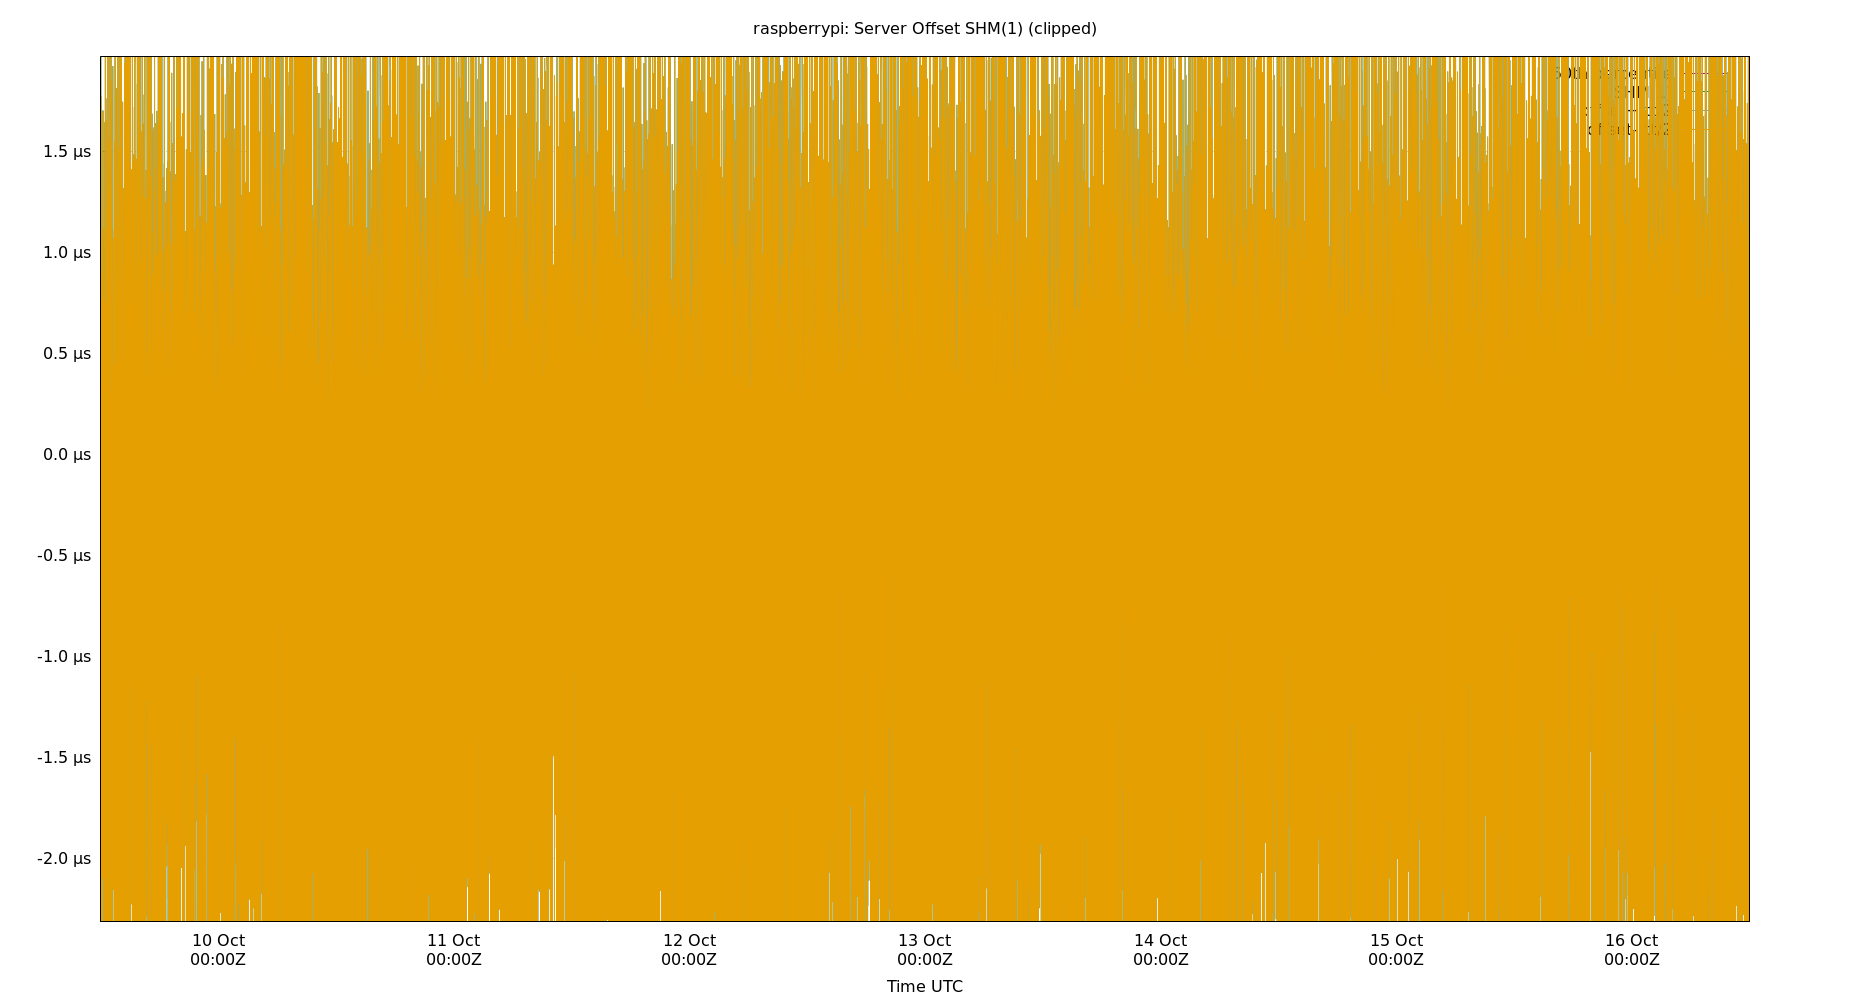 raspberrypi: Server Offset SHM(1) (clipped)
1.5 µs
1.0 µs
0.5 µs
0.0 µs
-0.5 µs
-1.0 µs
-1.5 µs
-2.0 µs
10 Oct
00:00Z
11 Oct
00:00Z
12 Oct
00:00Z
13 Oct
00:00Z
14 Oct
00:00Z
15 Oct
00:00Z
16 Oct
00:00Z
Time UTC